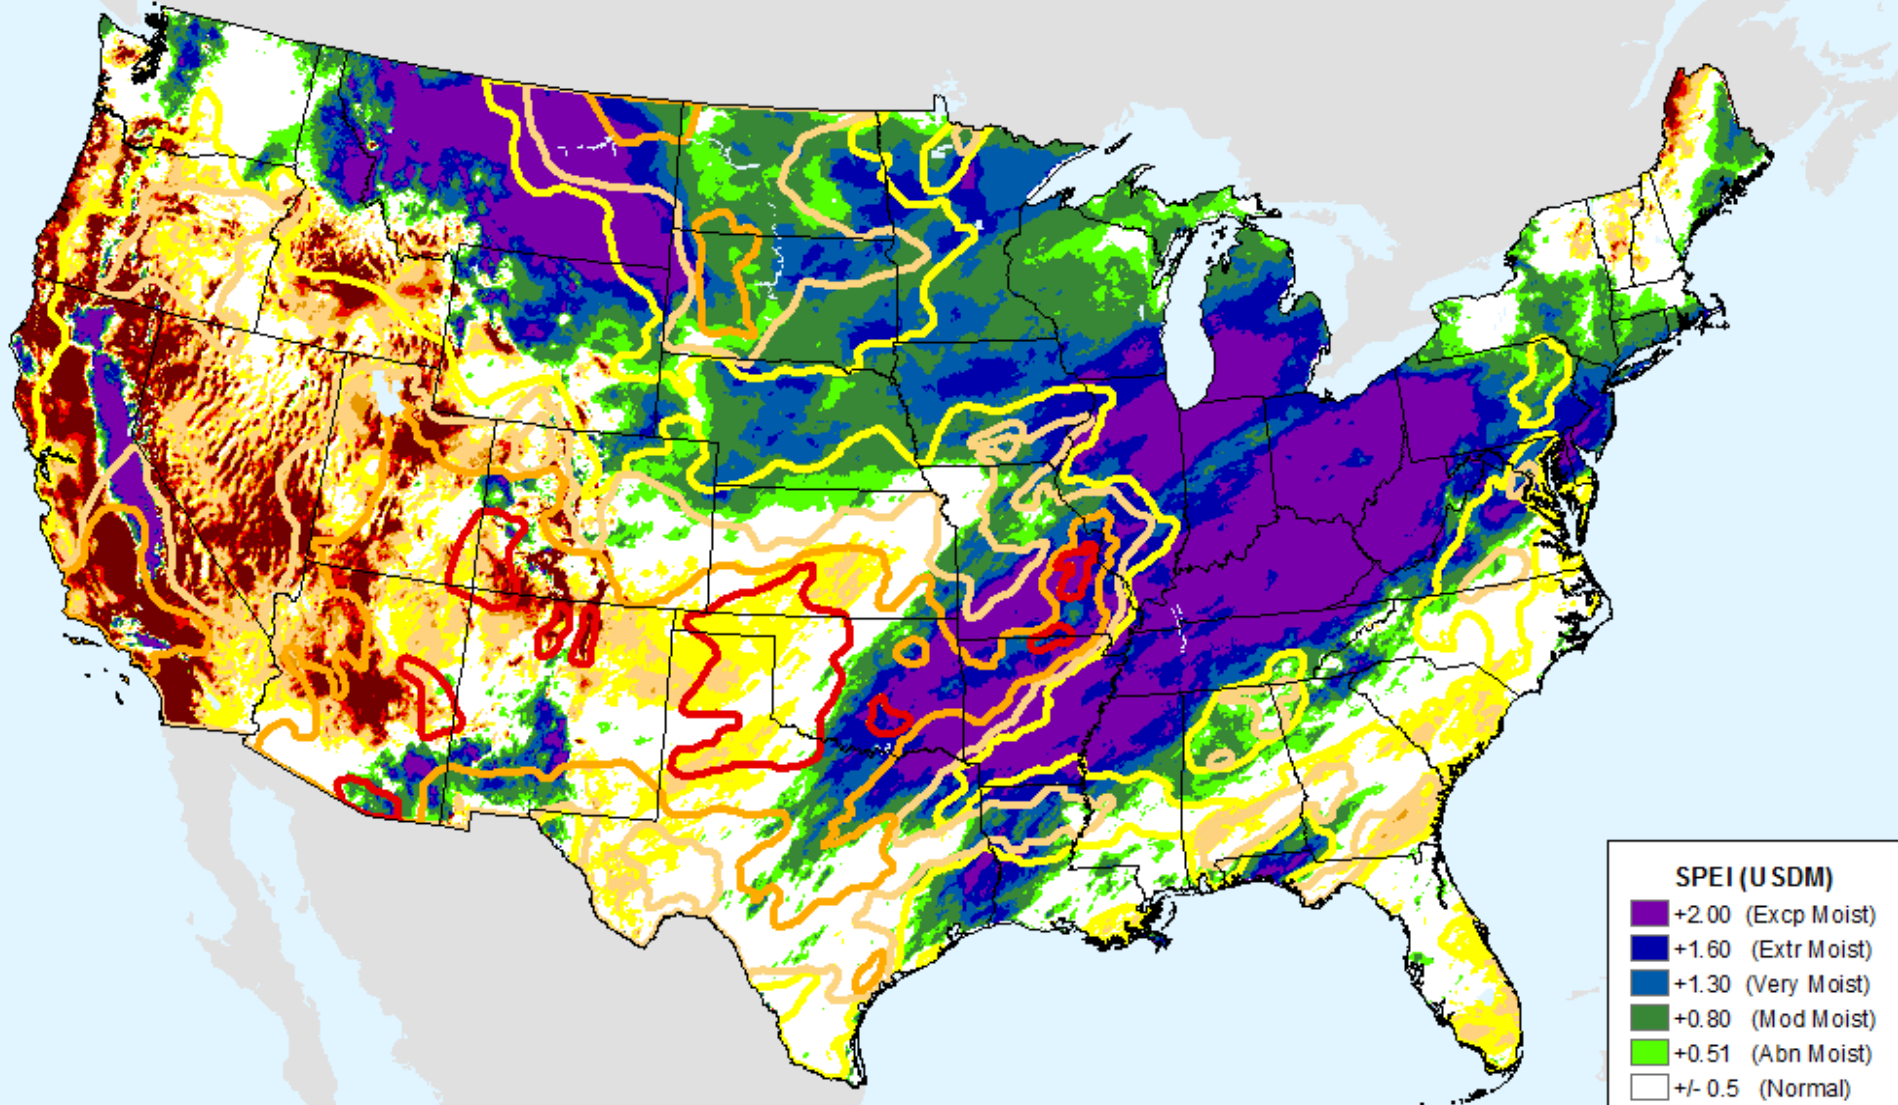 SPEI (USDM)
+2.00 (Excp Moist)
+1.60 (Extr Moist)
+1.30 (Very Moist)
+0.80 (Mod Moist)
+0.51 (Abn Moist)
+/- 0.5 (Normal)